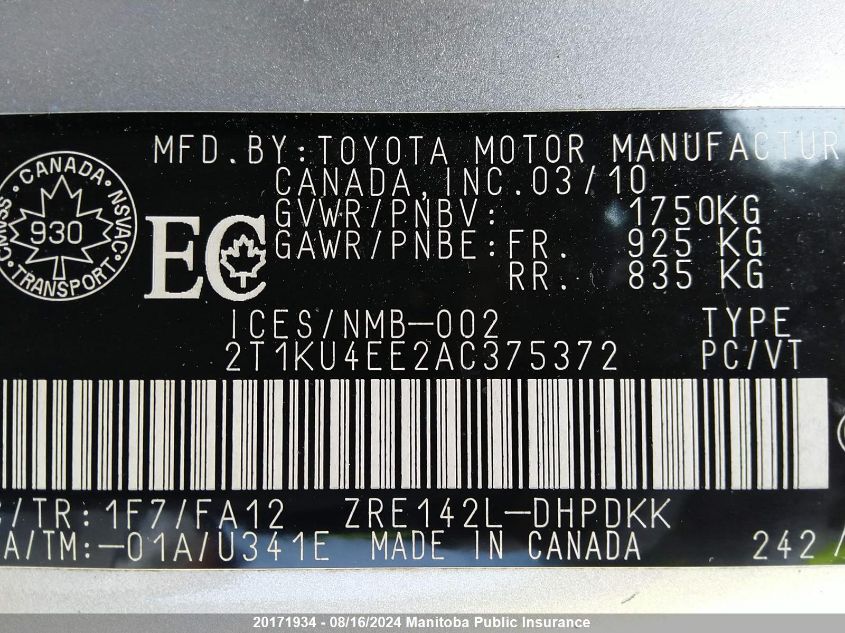 MFD.BY:TOYOTA MOTOR MANUFACTUR
CANADA,INC.03/10
GVWR/PNBV: 1750KG
GAWR/PNBE:FR. 925 KG
RR. 835 KG
CANADA
CMVSS NSVAC
930
TRANSPORT
EC
ICES/NMB-002 TYPE
2T1KU4EE2AC375372 PC/VT
/TR:1F7/FA12 ZRE142L-DHPDKK
A/TM:-01A/U341E MADE IN CANADA 242/
20171934 - 08/16/2024 Manitoba Public Insurance